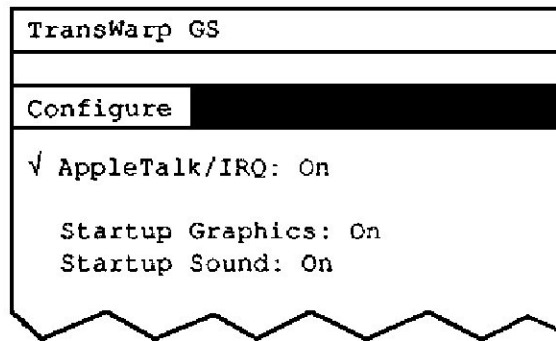 TransWarp GS
Configure
√ AppleTalk/IRQ: On
Startup Graphics: On
Startup Sound: On